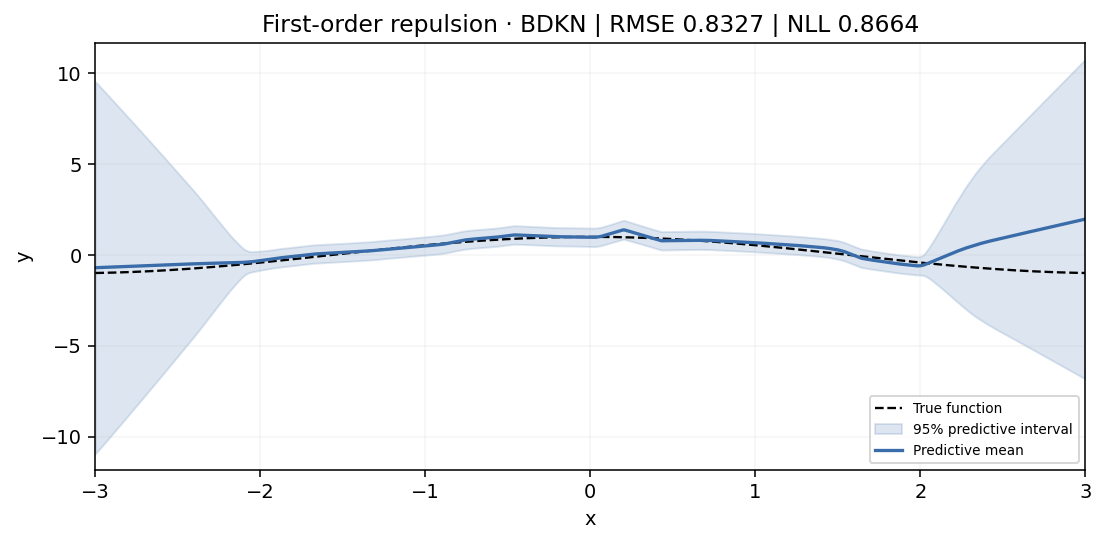 First-order repulsion · BDKN | RMSE 0.8327 | NLL 0.8664
y
10
5
0
−5
−10
True function
95% predictive interval
Predictive mean
−3 −2 −1 0 1 2 3
x